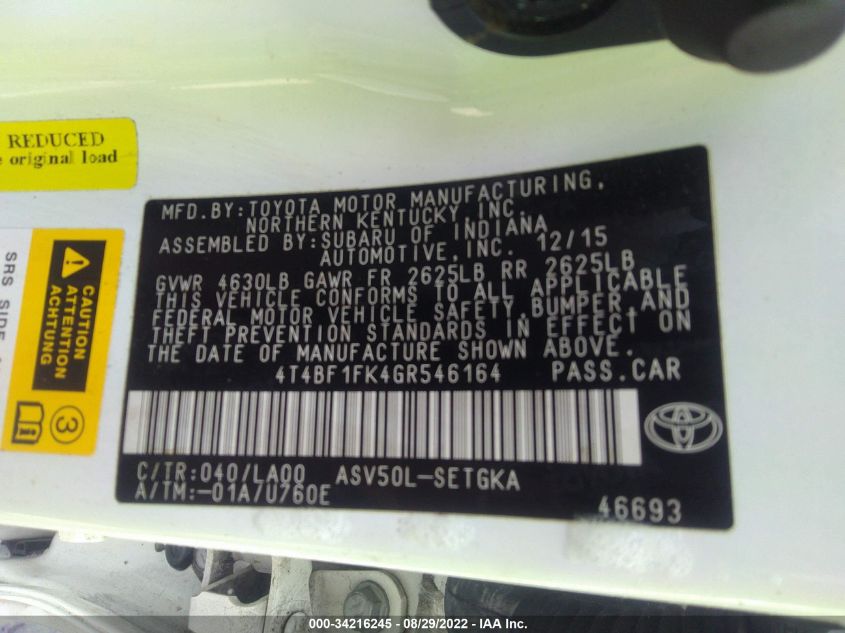 REDUCED
original load
SRS SIDE
CAUTION
ATTENTION
ACHTUNG
3
MFD.BY:TOYOTA MOTOR MANUFACTURING,
NORTHERN KENTUCKY,INC.
ASSEMBLED BY:SUBARU OF INDIANA
AUTOMOTIVE,INC. 12/15
GVWR 4630LB GAWR FR 2625LB RR 2625LB
THIS VEHICLE CONFORMS TO ALL APPLICABLE
FEDERAL MOTOR VEHICLE SAFETY,BUMPER,AND
THEFT PREVENTION STANDARDS IN EFFECT ON
THE DATE OF MANUFACTURE SHOWN ABOVE.
4T4BF1FK4GR546164 PASS.CAR
C/TR:040/LA00 ASV50L-SETGKA
A/TM:-01A/U760E
46693
000-34216245 - 08/29/2022 - IAA Inc.